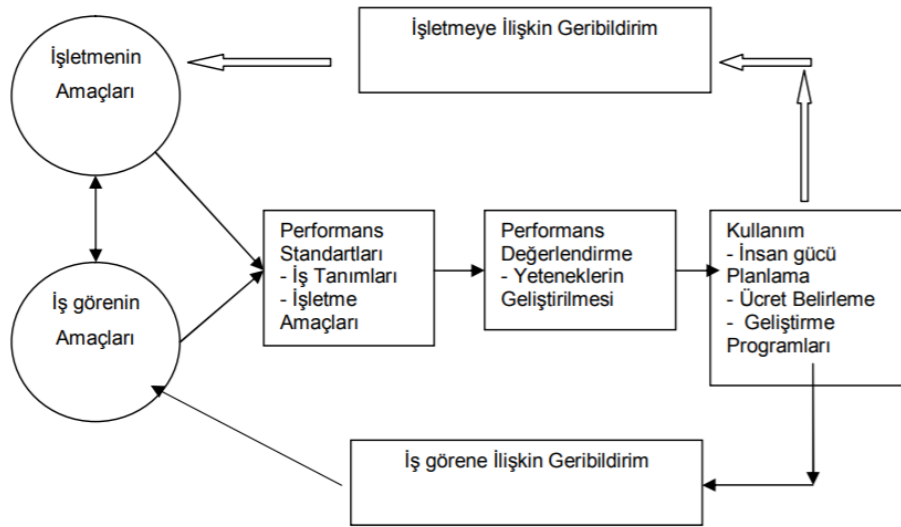 İşletmenin
Amaçları
İşletmeye İlişkin Geribildirim
İş görenin
Amaçları
Performans
Standartları
- İş Tanımları
- İşletme
Amaçları
Performans
Değerlendirme
- Yeteneklerin
Geliştirilmesi
Kullanım
- İnsan gücü
Planlama
- Ücret Belirleme
- Geliştirme
Programları
İş görene İlişkin Geribildirim